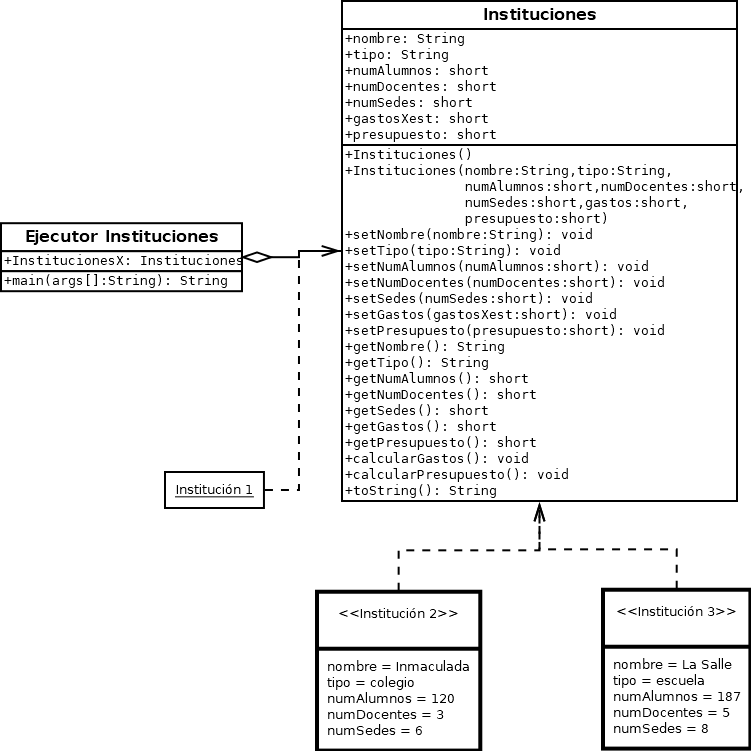 Instituciones
+nombre: String
+tipo: String
+numAlumnos: short
+numDocentes: short
+numSedes: short
+gastosXest: short
+presupuesto: short
+Instituciones()
+Instituciones(nombre:String,tipo:String,
numAlumnos:short,numDocentes:short,
numSedes:short,gastos:short,
presupuesto:short)
+setNombre(nombre:String): void
+setTipo(tipo:String): void
+setNumAlumnos(numAlumnos:short): void
+setNumDocentes(numDocentes:short): void
+setSedes(numSedes:short): void
+setGastos(gastosXest:short): void
+setPresupuesto(presupuesto:short): void
+getNombre(): String
+getTipo(): String
+getNumAlumnos(): short
+getNumDocentes(): short
+getSedes(): short
+getGastos(): short
+getPresupuesto(): short
+calcularGastos(): void
+calcularPresupuesto(): void
+toString(): String
Ejecutor Instituciones
+InstitucionesX: Instituciones
+main(args[]:String): String
Institución 1
<<Institución 2>>
nombre = Inmaculada
tipo = colegio
numAlumnos = 120
numDocentes = 3
numSedes = 6
<<Institución 3>>
nombre = La Salle
tipo = escuela
numAlumnos = 187
numDocentes = 5
numSedes = 8